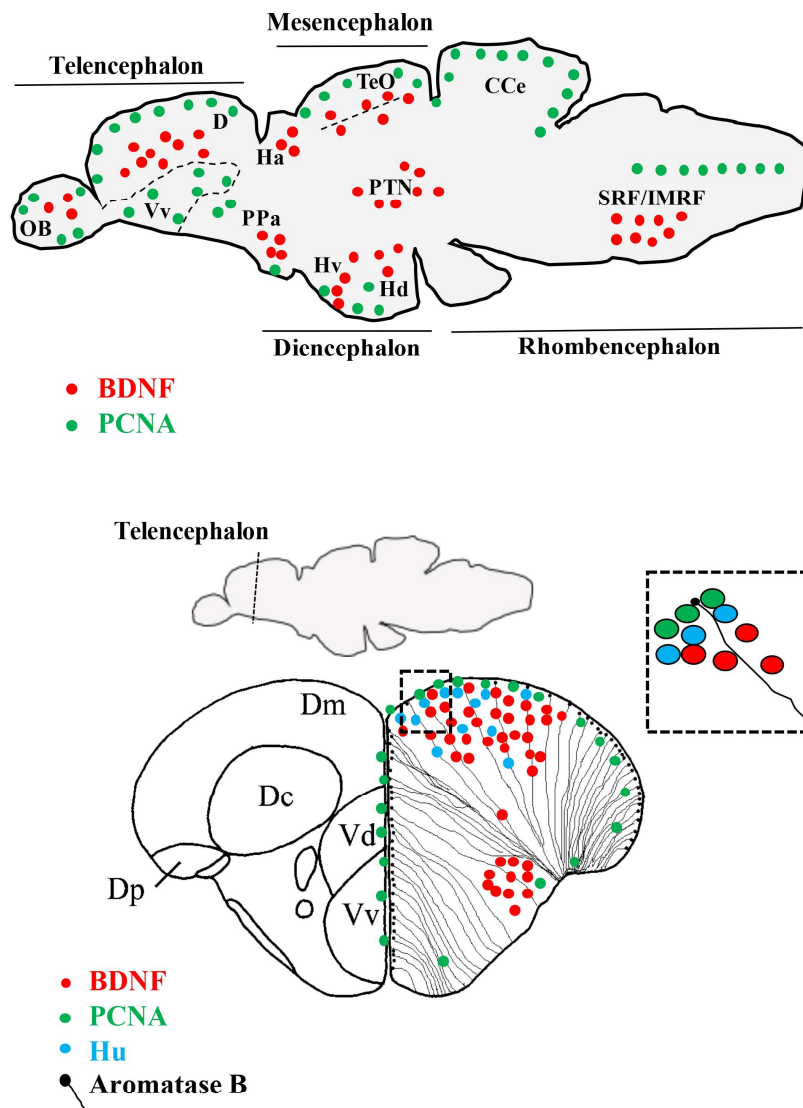 Mesencephalon
Telencephalon
TeO
CCe
D
Ha
PTN
SRF/IMRF
OB
Vv
PPa
Hv
Hd
Diencephalon
Rhombencephalon
BDNF
PCNA
Telencephalon
Dm
Dc
Vd
Dp
Vv
BDNF
PCNA
Hu
Aromatase B